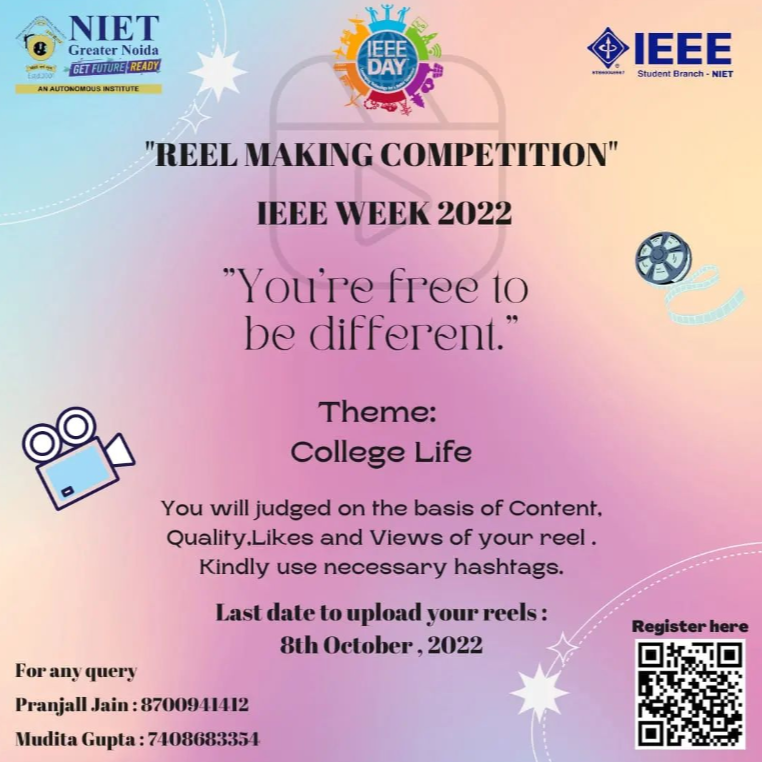 NIET
Greater Noida
GET FUTURE READY
AN AUTONOMOUS INSTITUTE
IEEE
DAY
IEEE
Student Branch - NIET
"REEL MAKING COMPETITION"
IEEE WEEK 2022
"You're free to
be different."
Theme:
College Life
You will judged on the basis of Content,
Quality,Likes and Views of your reel .
Kindly use necessary hashtags.
Last date to upload your reels :
8th October , 2022
Register here
For any query
Pranjall Jain : 8700941412
Mudita Gupta : 7408683354